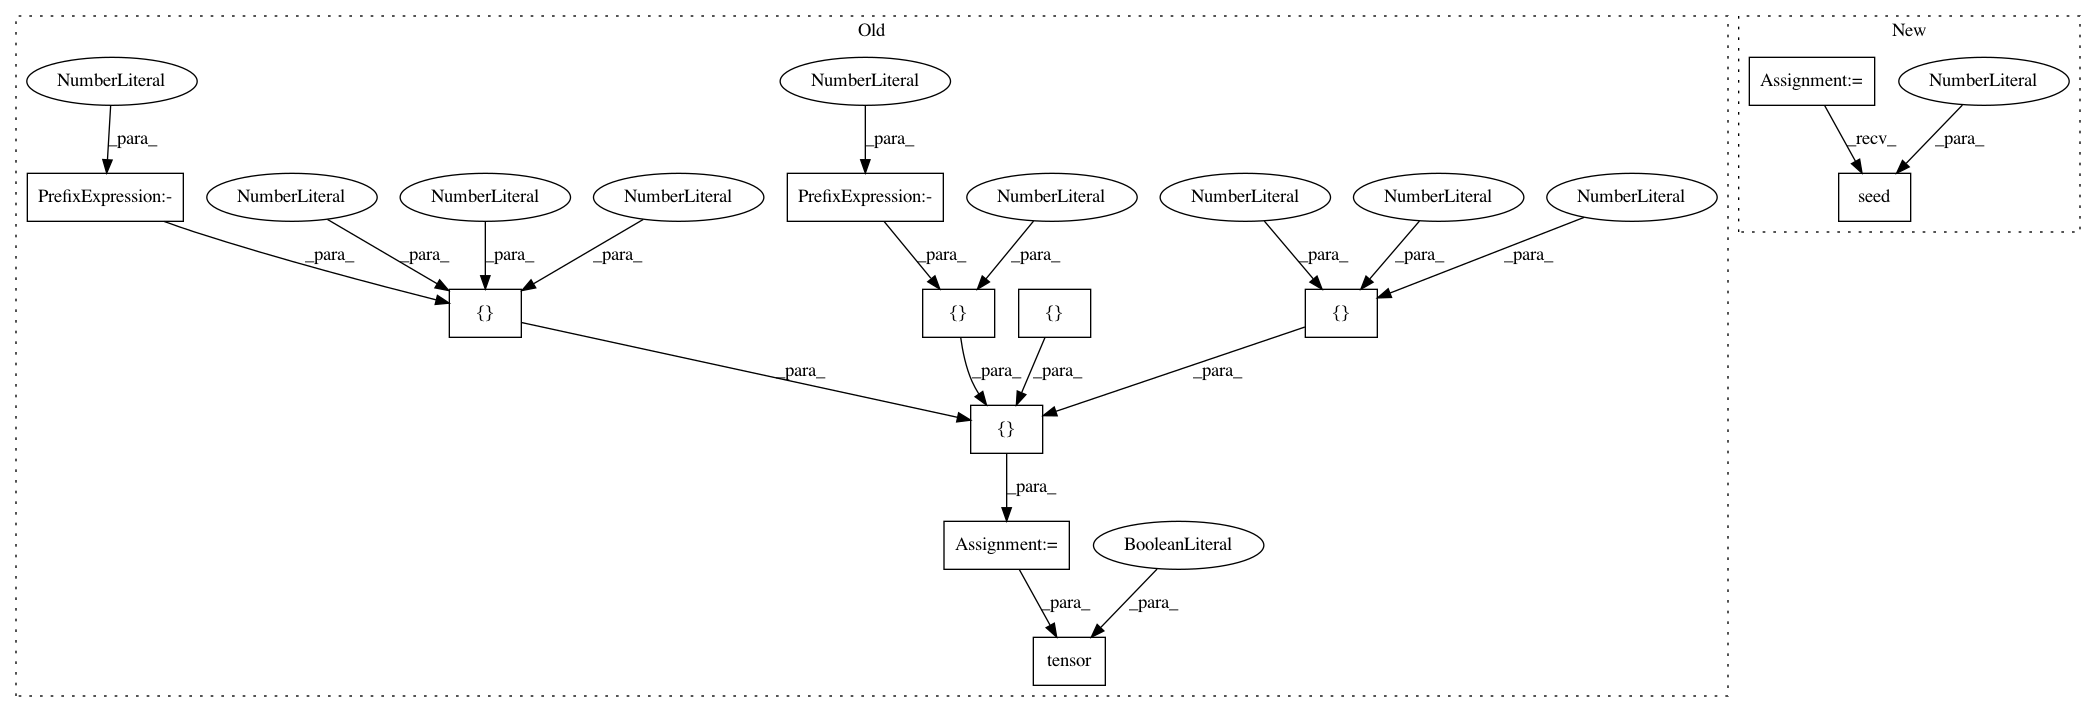 Old
New
NumberLiteral
NumberLiteral
Assignment:=
NumberLiteral
_para_
_para_
_recv_
_para_
PrefixExpression:-
NumberLiteral
NumberLiteral
NumberLiteral
PrefixExpression:-
NumberLiteral
NumberLiteral
NumberLiteral
NumberLiteral
seed
_para_
_para_
_para_
_para_
_para_
_para_
_para_
_para_
_para_
{}
{}
{}
{}
_para_
_para_
_para_
_para_
{}
_para_
Assignment:=
BooleanLiteral
_para_
_para_
tensor